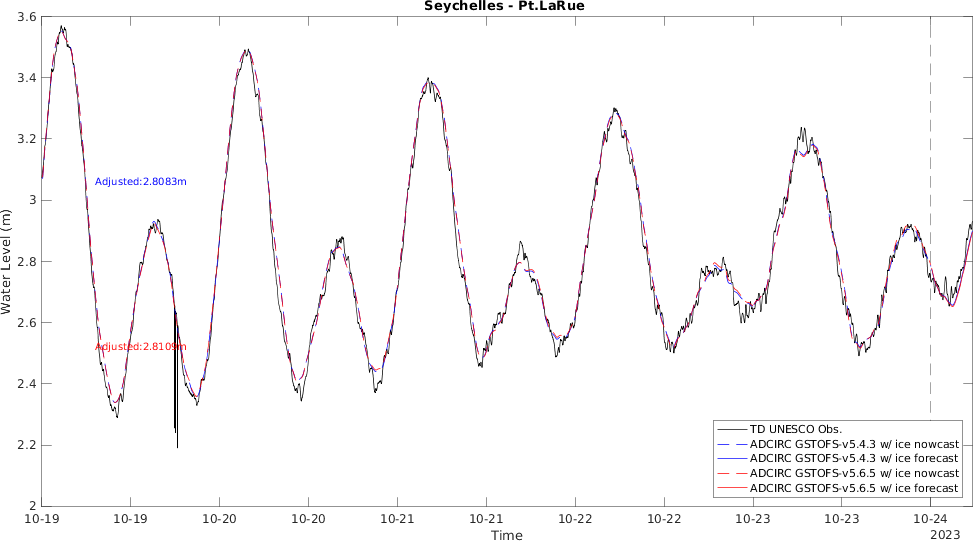 Seychelles - Pt.LaRue
3.6
3.4
3.2
3
2.8
2.6
2.4
2.2
2
Water Level (m)
Adjusted:2.8083m
Adjusted:2.8109m
TD UNESCO Obs.
ADCIRC GSTOFS-v5.4.3 w/ ice nowcast
ADCIRC GSTOFS-v5.4.3 w/ ice forecast
ADCIRC GSTOFS-v5.6.5 w/ ice nowcast
ADCIRC GSTOFS-v5.6.5 w/ ice forecast
10-19 10-19 10-20 10-20 10-21 10-21 10-22 10-22 10-23 10-23 10-24
2023
Time